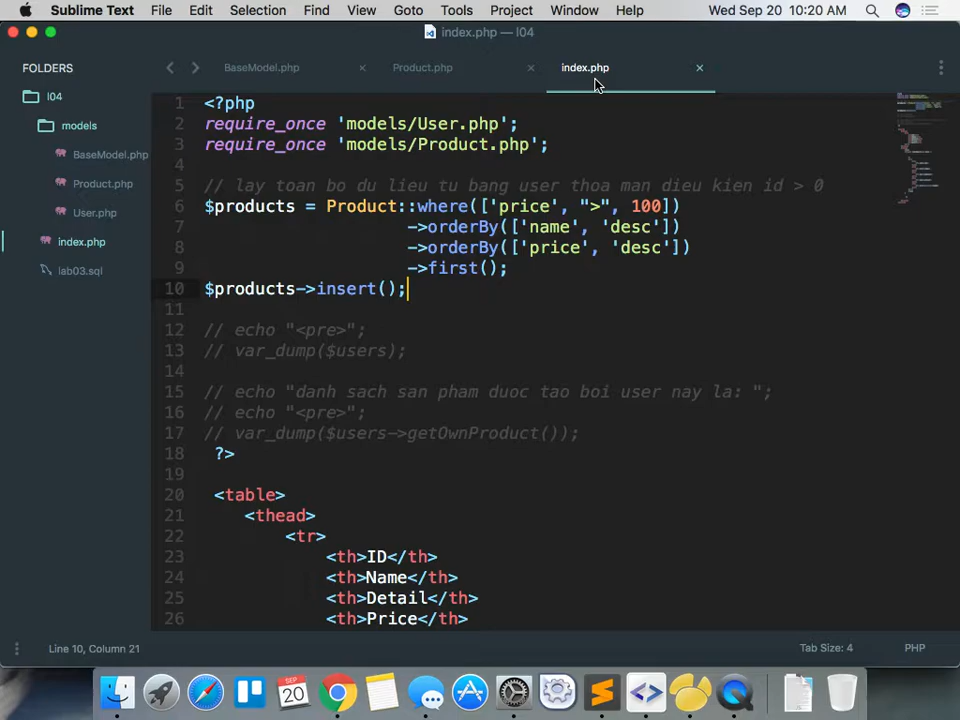 Sublime Text File Edit Selection Find View Goto Tools Project Window Help Wed Sep 20 10:20 AM
index.php — l04
FOLDERS
l04
models
BaseModel.php
Product.php
User.php
index.php
lab03.sql
BaseModel.php × Product.php × index.php ×
1 <?php
2 require_once 'models/User.php';
3 require_once 'models/Product.php';
4
5 // lay toan bo du lieu tu bang user thoa man dieu kien id > 0
6 $products = Product::where(['price', ">", 100])
7 ->orderBy(['name', 'desc'])
8 ->orderBy(['price', 'desc'])
9 ->first();
10 $products->insert();
11
12 // echo "<pre>";
13 // var_dump($users);
14
15 // echo "danh sach san pham duoc tao boi user nay la: ";
16 // echo "<pre>";
17 // var_dump($users->getOwnProduct());
18 ?>
19
20 <table>
21 <thead>
22 <tr>
23 <th>ID</th>
24 <th>Name</th>
25 <th>Detail</th>
26 <th>Price</th>
Line 10, Column 21 Tab Size: 4 PHP
SEP
20